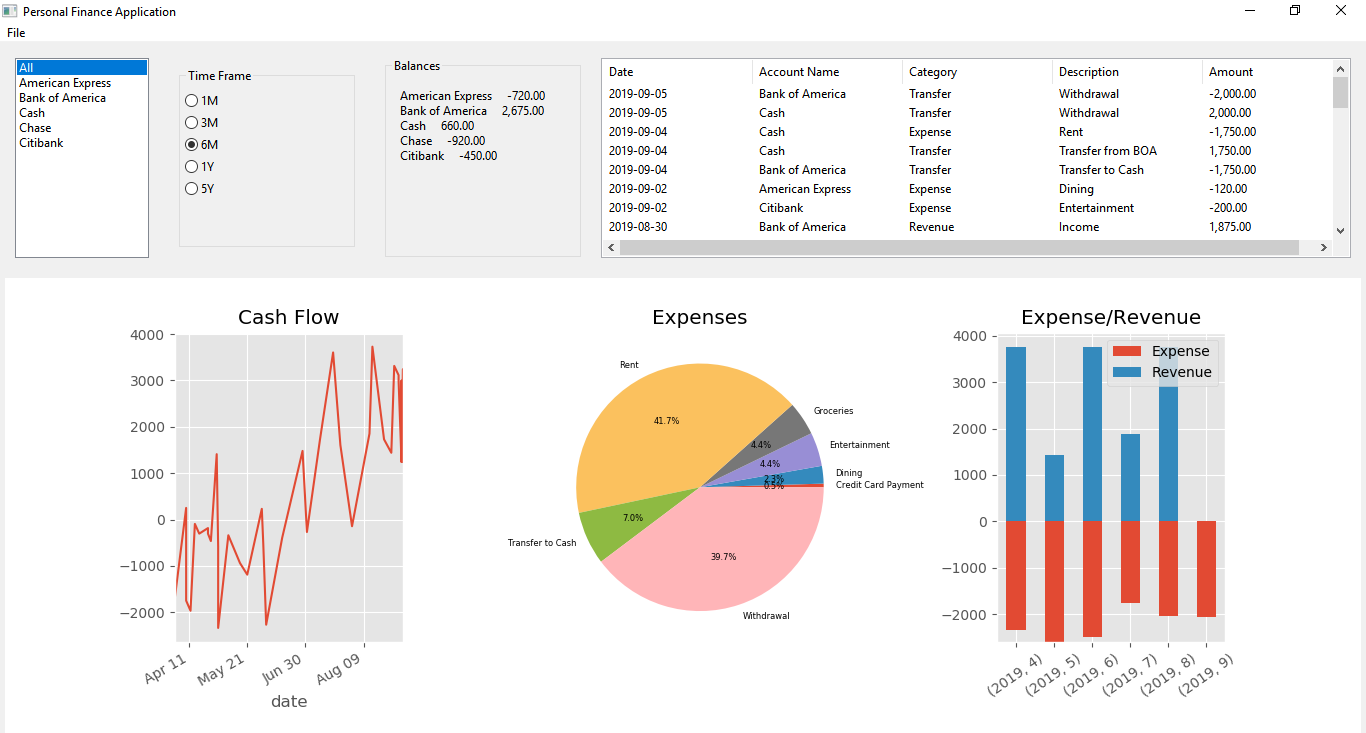 Personal Finance Application
File
All
American Express
Bank of America
Cash
Chase
Citibank
Time Frame
1M
3M
6M
1Y
5Y
Balances
American Express -720.00
Bank of America 2,675.00
Cash 660.00
Chase -920.00
Citibank -450.00
Date Account Name Category Description Amount
2019-09-05 Bank of America Transfer Withdrawal -2,000.00
2019-09-05 Cash Transfer Withdrawal 2,000.00
2019-09-04 Cash Expense Rent -1,750.00
2019-09-04 Cash Transfer Transfer from BOA 1,750.00
2019-09-04 Bank of America Transfer Transfer to Cash -1,750.00
2019-09-02 American Express Expense Dining -120.00
2019-09-02 Citibank Expense Entertainment -200.00
2019-08-30 Bank of America Revenue Income 1,875.00
Cash Flow
4000
3000
2000
1000
0
−1000
−2000
Apr 11
May 21
Jun 30
Aug 09
date
Expenses
Rent
41.7%
Groceries
4.4%
Entertainment
4.4%
Dining
2.3%
Credit Card Payment
0.5%
Transfer to Cash
7.0%
Withdrawal
39.7%
Expense/Revenue
Expense
Revenue
4000
3000
2000
1000
0
−1000
−2000
(2019, 4)
(2019, 5)
(2019, 6)
(2019, 7)
(2019, 8)
(2019, 9)